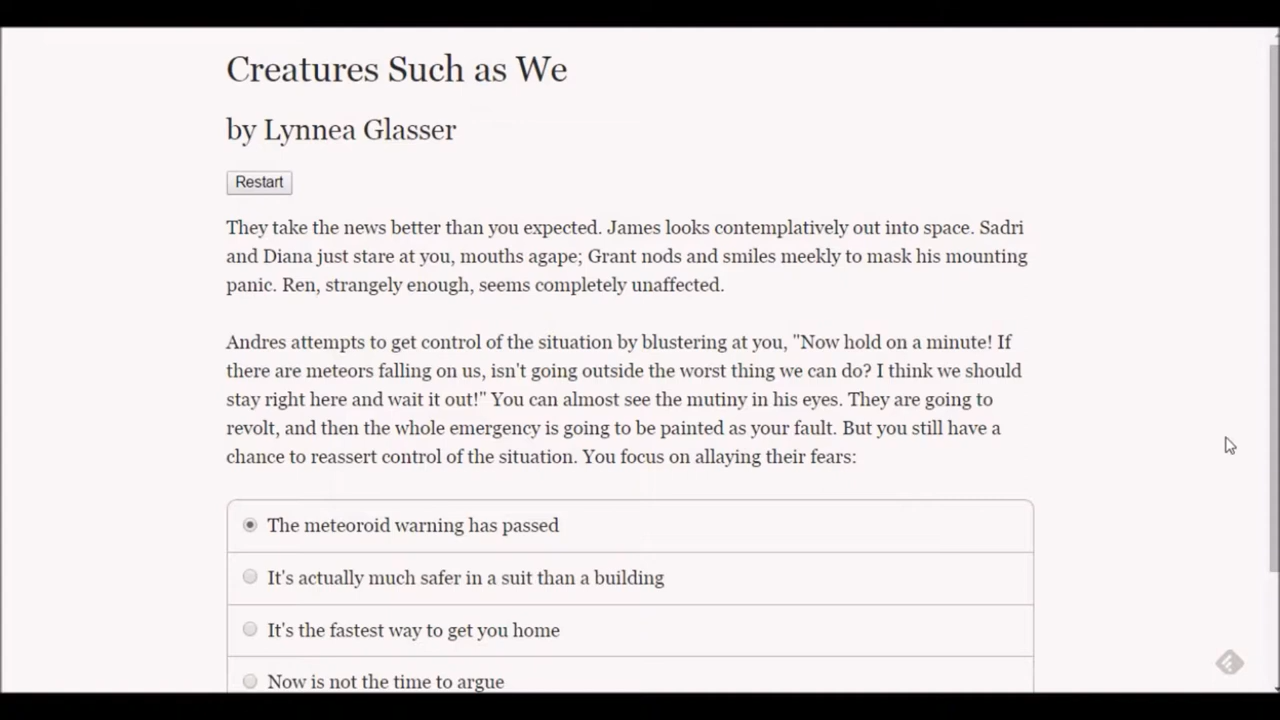 Creatures Such as We
by Lynnea Glasser
Restart
They take the news better than you expected. James looks contemplatively out into space. Sadri
and Diana just stare at you, mouths agape; Grant nods and smiles meekly to mask his mounting
panic. Ren, strangely enough, seems completely unaffected.
Andres attempts to get control of the situation by blustering at you, "Now hold on a minute! If
there are meteors falling on us, isn't going outside the worst thing we can do? I think we should
stay right here and wait it out!" You can almost see the mutiny in his eyes. They are going to
revolt, and then the whole emergency is going to be painted as your fault. But you still have a
chance to reassert control of the situation. You focus on allaying their fears:
The meteoroid warning has passed
It's actually much safer in a suit than a building
It's the fastest way to get you home
Now is not the time to argue